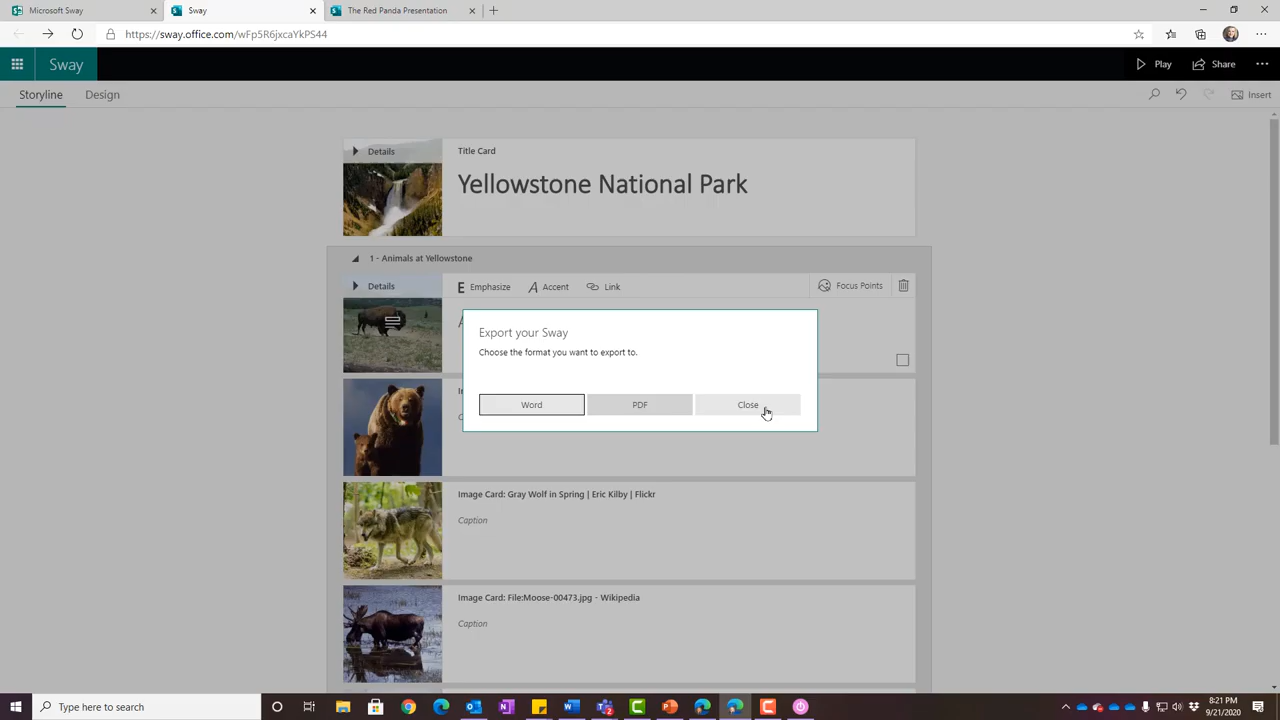 Microsoft Sway
Sway
The Red Panda Presentation
https://sway.office.com/wFp5R6jxcaYkPS44
Sway
Play
Share
Storyline
Design
Insert
Details
Title Card
Yellowstone National Park
1 - Animals at Yellowstone
Details
E Emphasize
A Accent
Link
Focus Points
Export your Sway
Choose the format you want to export to.
Word
PDF
Close
Image Card: Gray Wolf in Spring | Eric Kilby | Flickr
Caption
Image Card: File:Moose-00473.jpg - Wikipedia
Caption
Type here to search
8:21 PM
9/21/2020